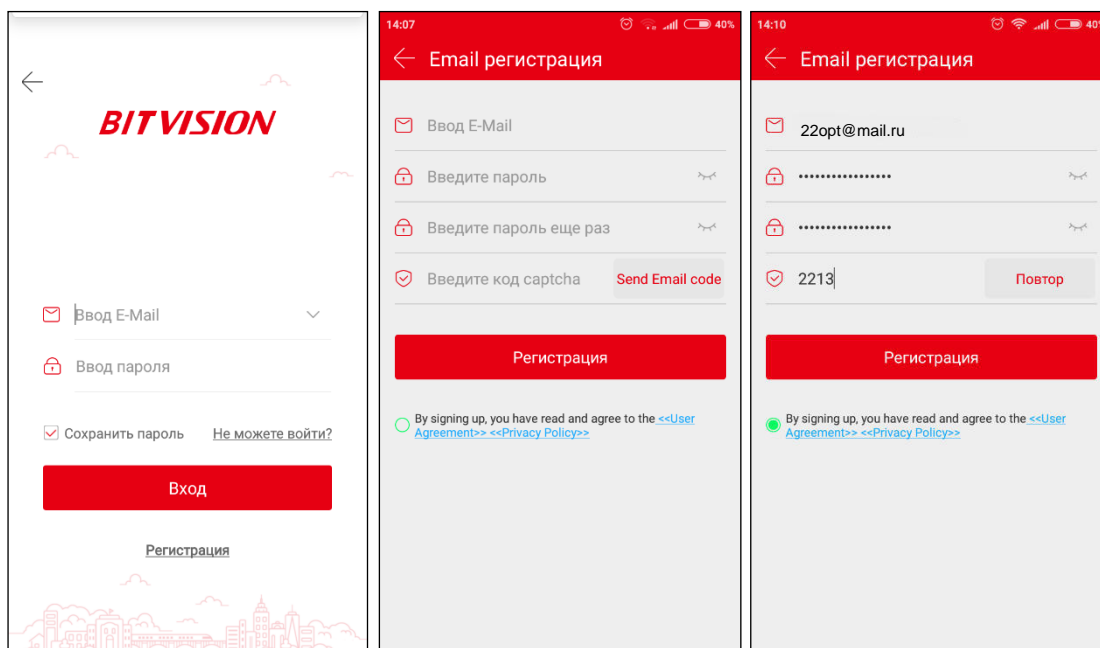 BITVISION
Ввод E-Mail
Ввод пароля
Сохранить пароль Не можете войти?
Вход
Регистрация
14:07 40%
Email регистрация
Ввод E-Mail
Введите пароль
Введите пароль еще раз
Введите код captcha Send Email code
Регистрация
By signing up, you have read and agree to the <<User
Agreement>> <<Privacy Policy>>
14:10 40%
Email регистрация
22opt@mail.ru
•••••••••••••••••
•••••••••••••••••
2213 Повтор
Регистрация
By signing up, you have read and agree to the <<User
Agreement>> <<Privacy Policy>>